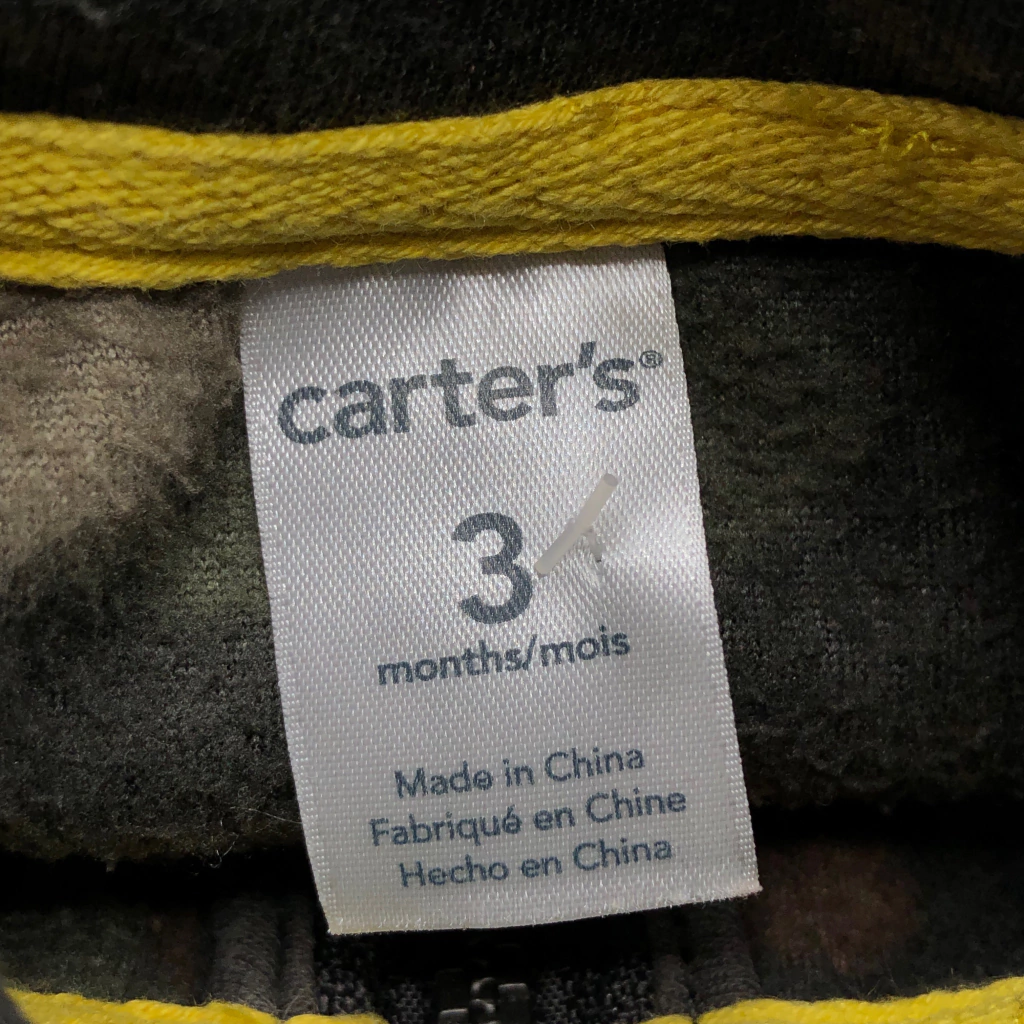 carter's®
3
months/mois
Made in China
Fabriqué en Chine
Hecho en China